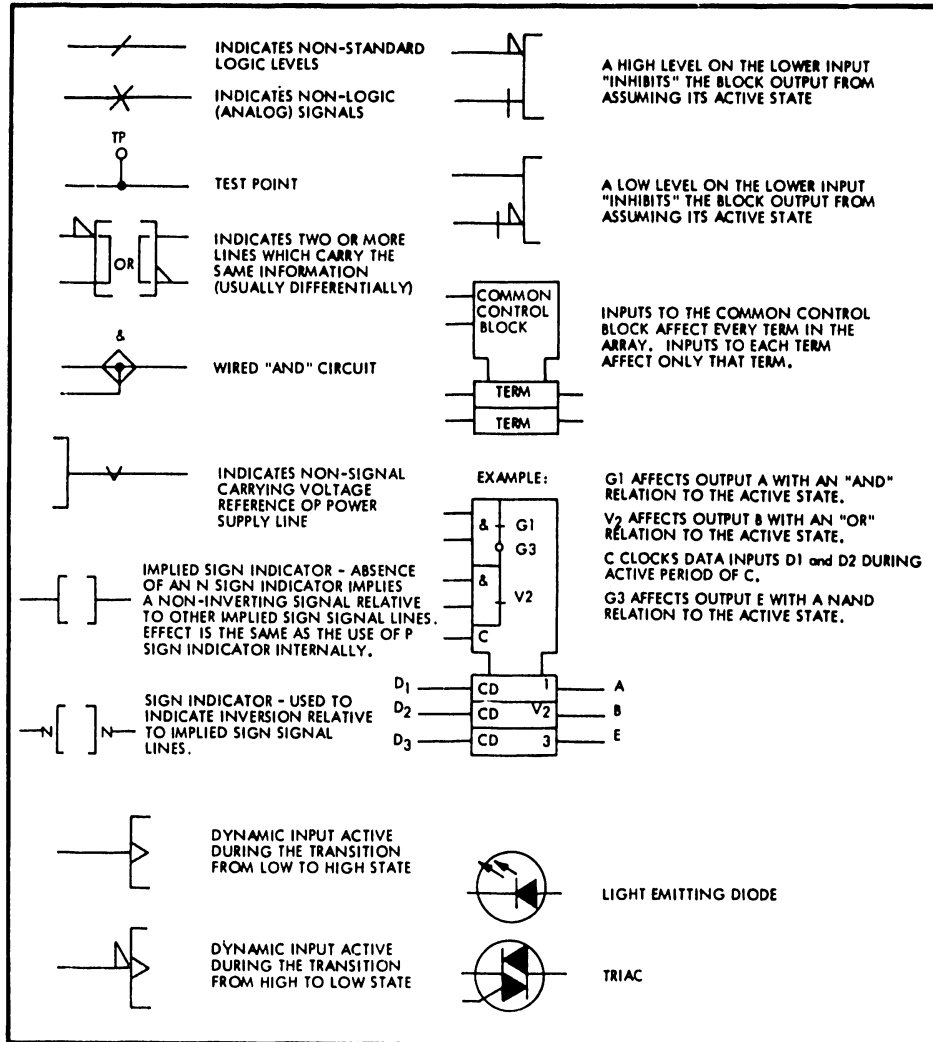 INDICATES NON-STANDARD
LOGIC LEVELS
INDICATES NON-LOGIC
(ANALOG) SIGNALS
TP
TEST POINT
OR
INDICATES TWO OR MORE
LINES WHICH CARRY THE
SAME INFORMATION
(USUALLY DIFFERENTIALLY)
&
WIRED "AND" CIRCUIT
INDICATES NON-SIGNAL
CARRYING VOLTAGE
REFERENCE OP POWER
SUPPLY LINE
IMPLIED SIGN INDICATOR - ABSENCE
OF AN N SIGN INDICATOR IMPLIES
A NON-INVERTING SIGNAL RELATIVE
TO OTHER IMPLIED SIGN SIGNAL LINES.
EFFECT IS THE SAME AS THE USE OF P
SIGN INDICATOR INTERNALLY.
N N
SIGN INDICATOR - USED TO
INDICATE INVERSION RELATIVE
TO IMPLIED SIGN SIGNAL
LINES.
DYNAMIC INPUT ACTIVE
DURING THE TRANSITION
FROM LOW TO HIGH STATE
DYNAMIC INPUT ACTIVE
DURING THE TRANSITION
FROM HIGH TO LOW STATE
A HIGH LEVEL ON THE LOWER INPUT
"INHIBITS" THE BLOCK OUTPUT FROM
ASSUMING ITS ACTIVE STATE
A LOW LEVEL ON THE LOWER INPUT
"INHIBITS" THE BLOCK OUTPUT FROM
ASSUMING ITS ACTIVE STATE
COMMON
CONTROL
BLOCK
TERM
TERM
INPUTS TO THE COMMON CONTROL
BLOCK AFFECT EVERY TERM IN THE
ARRAY. INPUTS TO EACH TERM
AFFECT ONLY THAT TERM.
EXAMPLE:
& G1
G3
&
V2
C
D1 CD 1 A
D2 CD V2 B
D3 CD 3 E
G1 AFFECTS OUTPUT A WITH AN "AND"
RELATION TO THE ACTIVE STATE.
V2 AFFECTS OUTPUT B WITH AN "OR"
RELATION TO THE ACTIVE STATE.
C CLOCKS DATA INPUTS D1 and D2 DURING
ACTIVE PERIOD OF C.
G3 AFFECTS OUTPUT E WITH A NAND
RELATION TO THE ACTIVE STATE.
LIGHT EMITTING DIODE
TRIAC